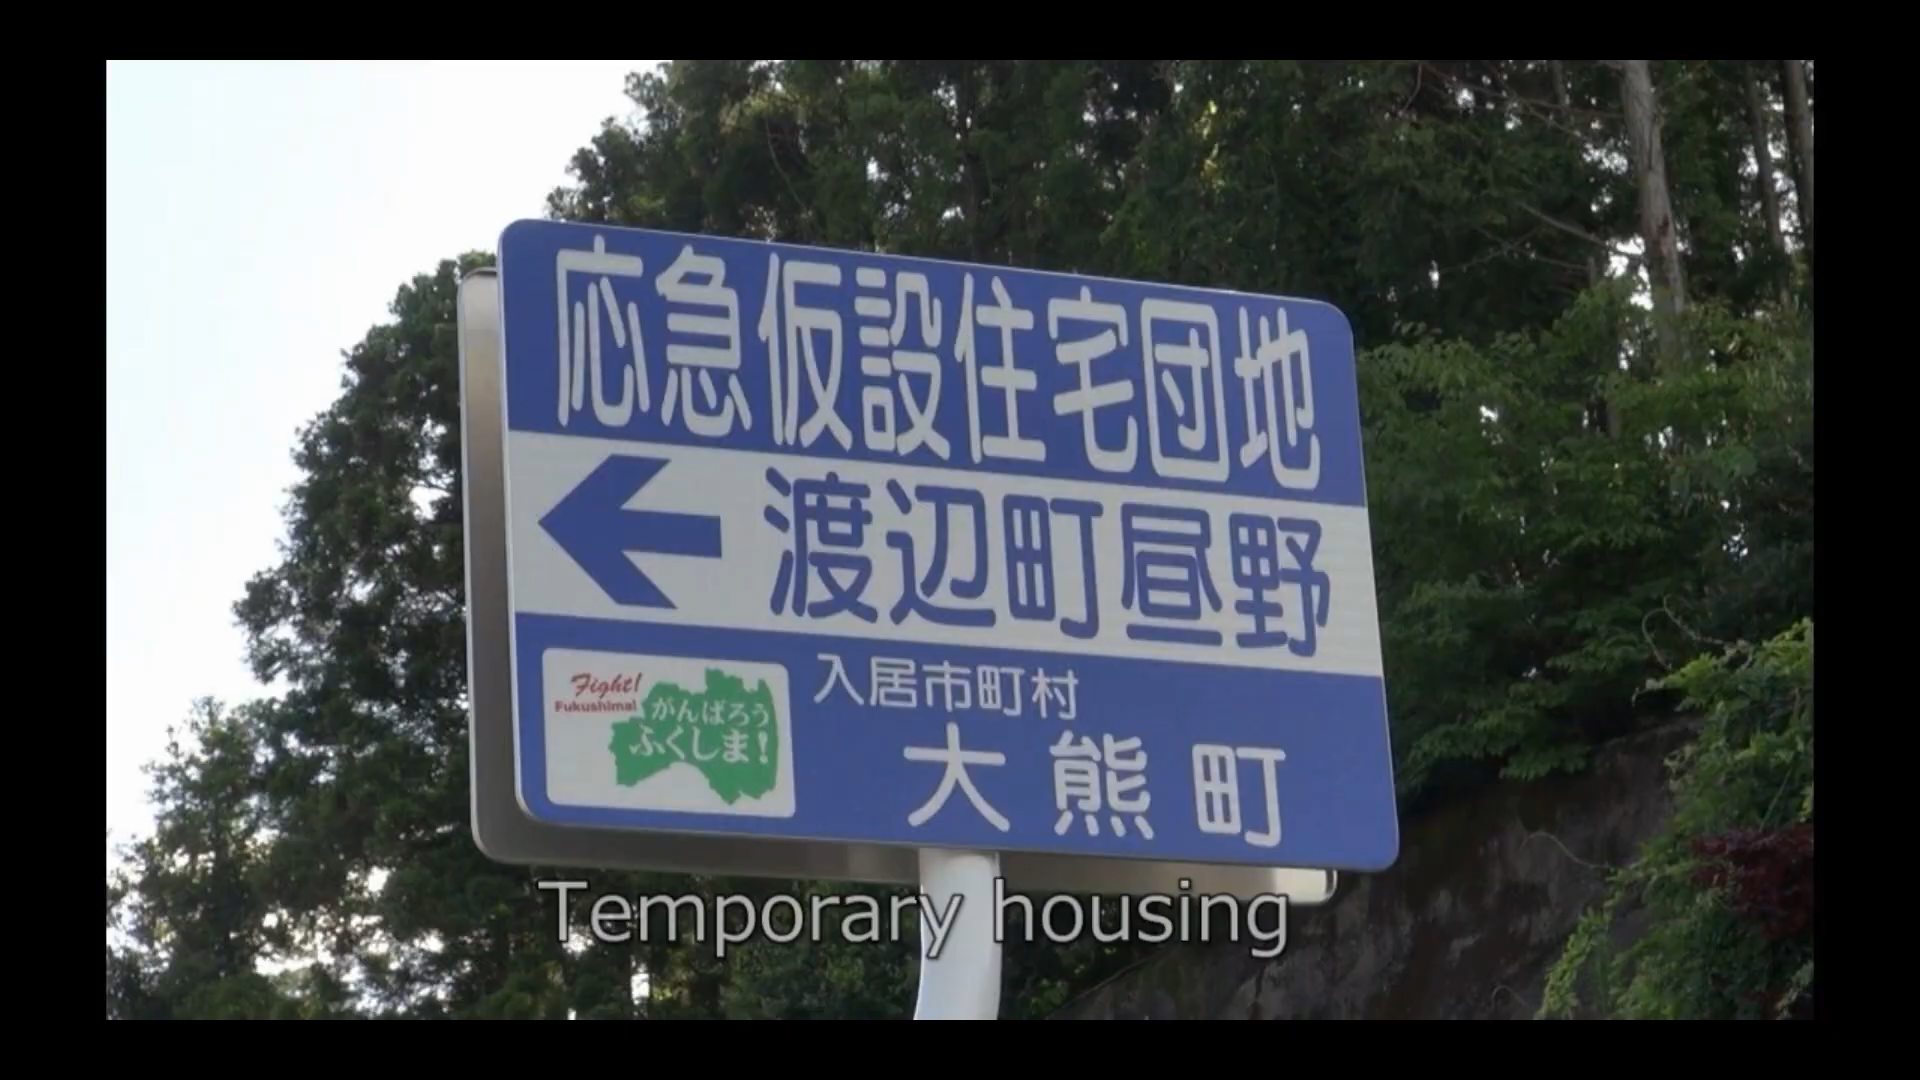 応急仮設住宅団地
渡辺町昼野
Fight!
Fukushima!
がんばろう
ふくしま!
入居市町村
大熊町
Temporary housing